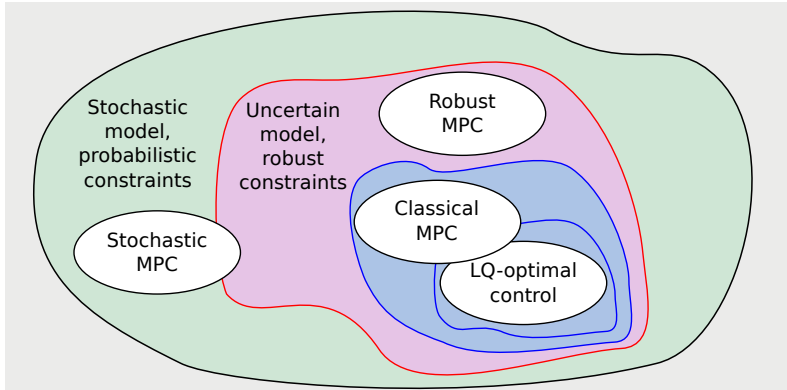 Stochastic
model,
probabilistic
constraints
Uncertain
model,
robust
constraints
Robust
MPC
Classical
MPC
Stochastic
MPC
LQ-optimal
control